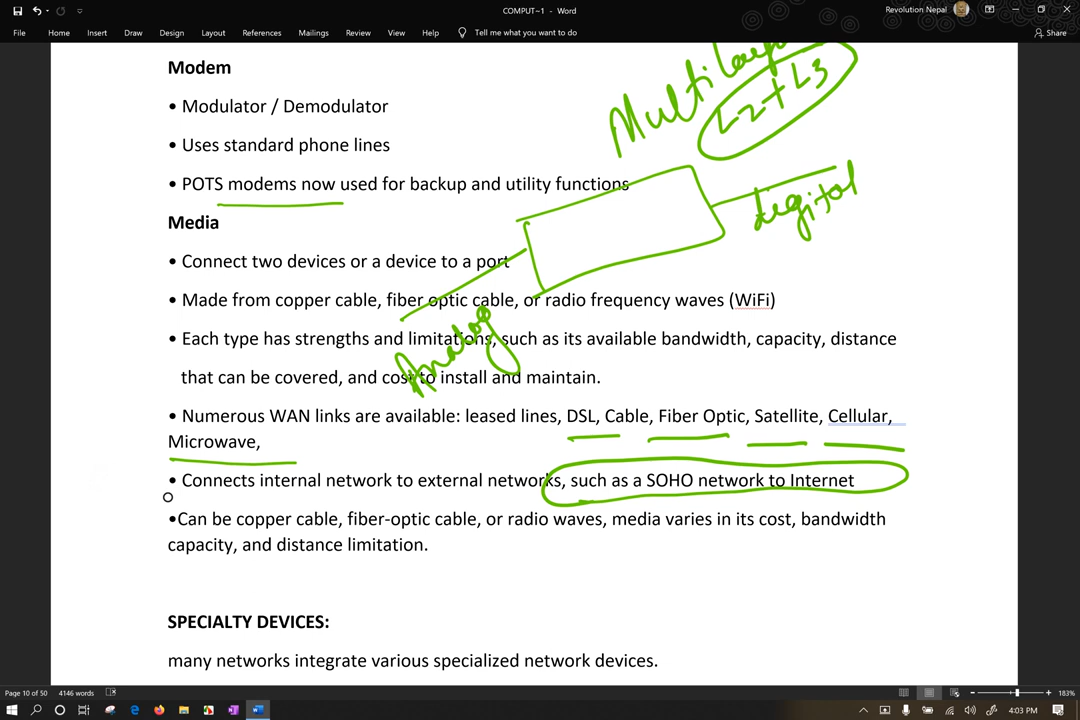 COMPUT~1 - Word
Revolution Nepal
File Home Insert Draw Design Layout References Mailings Review View Help Tell me what you want to do Share
Modem
• Modulator / Demodulator
• Uses standard phone lines
• POTS modems now used for backup and utility functions
L2+L3
digital
Media
• Connect two devices or a device to a port
• Made from copper cable, fiber optic cable, or radio frequency waves (WiFi)
Analog
• Each type has strengths and limitations, such as its available bandwidth, capacity, distance
that can be covered, and cost to install and maintain.
• Numerous WAN links are available: leased lines, DSL, Cable, Fiber Optic, Satellite, Cellular,
Microwave,
• Connects internal network to external networks, such as a SOHO network to Internet
•Can be copper cable, fiber-optic cable, or radio waves, media varies in its cost, bandwidth
capacity, and distance limitation.
SPECIALTY DEVICES:
many networks integrate various specialized network devices.
Page 10 of 50 4146 words 183%
4:03 PM